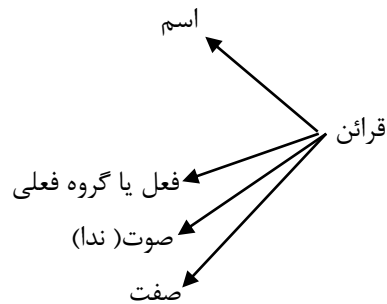 اسم
قرائن
فعل یا گروه فعلی
صوت( ندا)
صفت